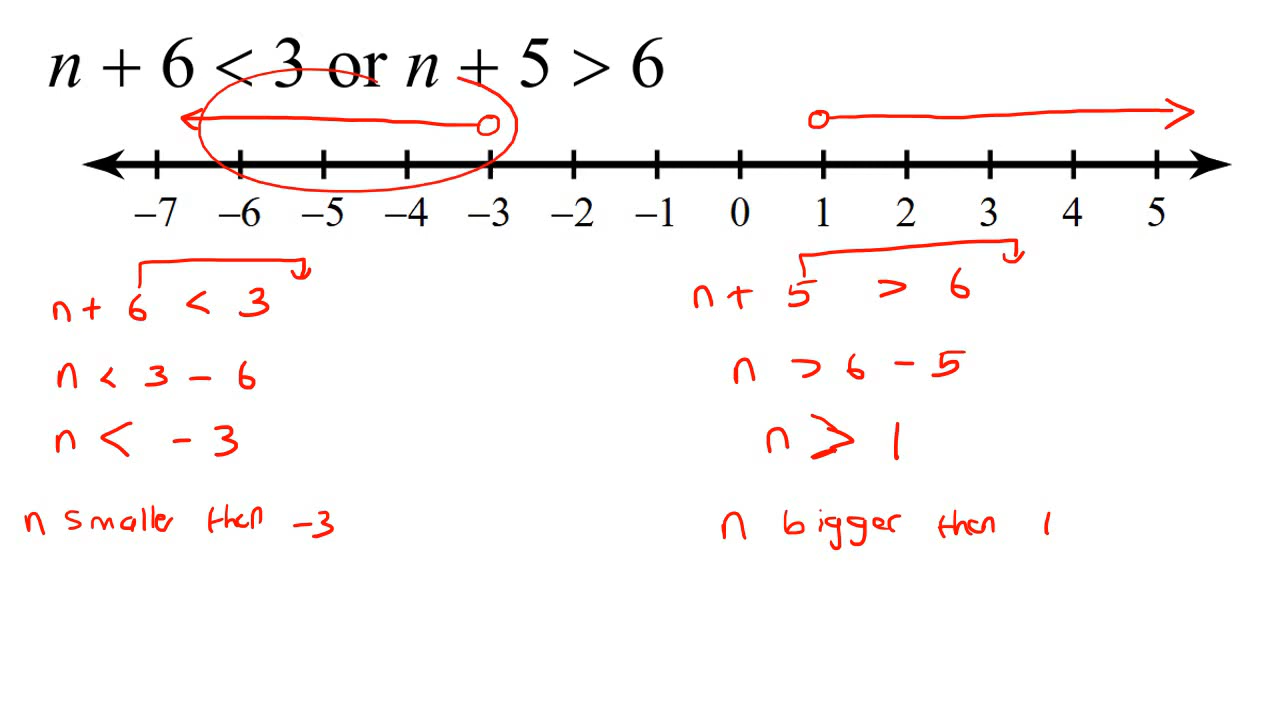 n + 6 < 3 or n + 5 > 6
–7 –6 –5 –4 –3 –2 –1 0 1 2 3 4 5
n + 6 < 3
n < 3 - 6
n < - 3
n smaller then -3
n + 5 > 6
n > 6 - 5
n > 1
n bigger then 1